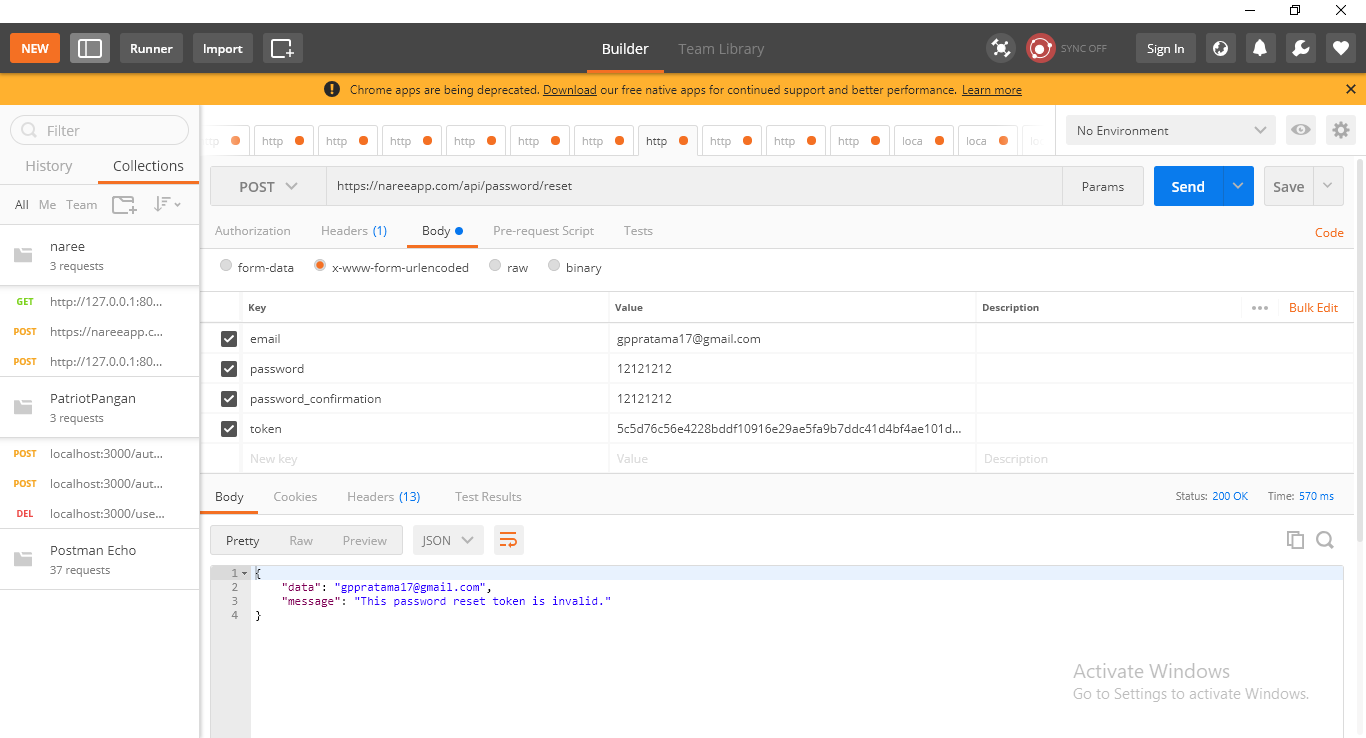 NEW Runner Import Builder Team Library SYNC OFF Sign In
Chrome apps are being deprecated. Download our free native apps for continued support and better performance. Learn more
Filter
History Collections
All Me Team
naree
3 requests
GET http://127.0.0.1:80...
POST https://nareeapp.c...
POST http://127.0.0.1:80...
PatriotPangan
3 requests
POST localhost:3000/aut...
POST localhost:3000/aut...
DEL localhost:3000/use...
Postman Echo
37 requests
http http http http http http http http http http loca loca
No Environment
POST https://nareeapp.com/api/password/reset Params Send Save
Authorization Headers (1) Body Pre-request Script Tests Code
form-data x-www-form-urlencoded raw binary
Key Value Description ••• Bulk Edit
email gppratama17@gmail.com
password 12121212
password_confirmation 12121212
token 5c5d76c56e4228bddf10916e29ae5fa9b7ddc41d4bf4ae101d...
New key Value Description
Body Cookies Headers (13) Test Results Status: 200 OK Time: 570 ms
Pretty Raw Preview JSON
1 {
2 "data": "gppratama17@gmail.com",
3 "message": "This password reset token is invalid."
4 }
Activate Windows
Go to Settings to activate Windows.